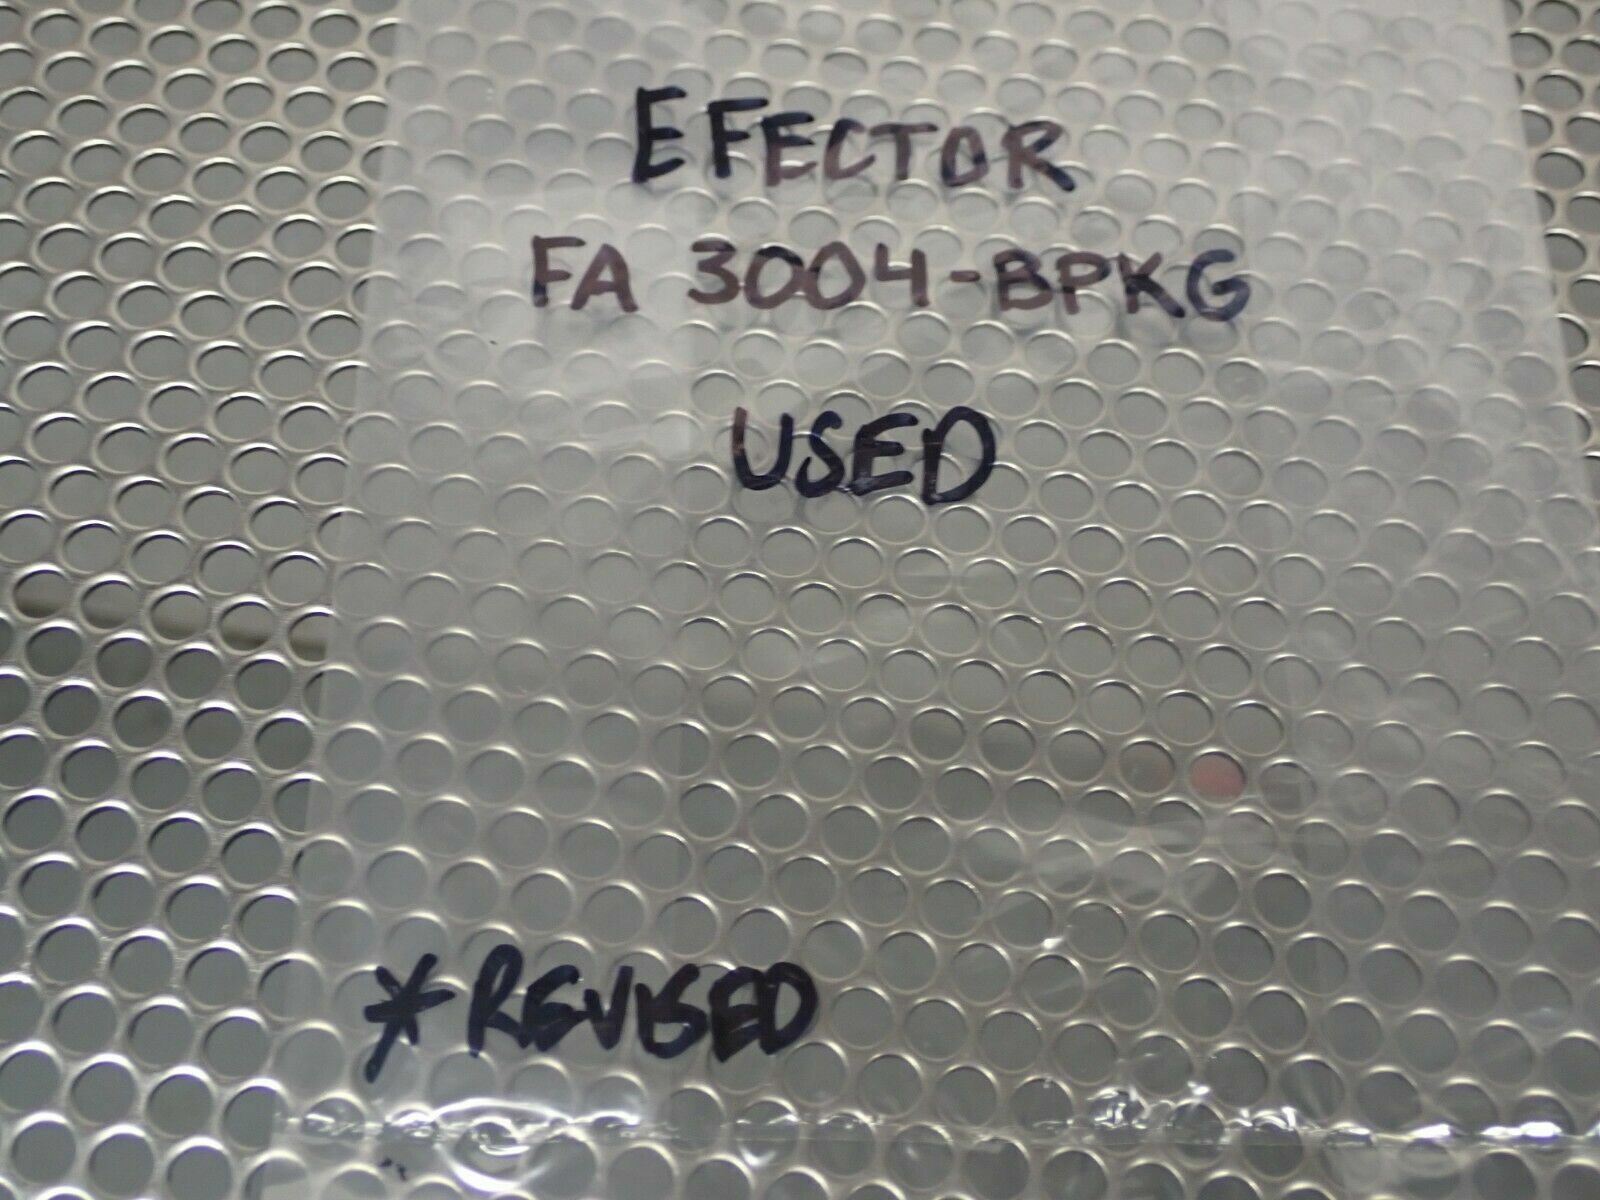 EFECTOR
FA 3004-BPKG
USED
*REVISED